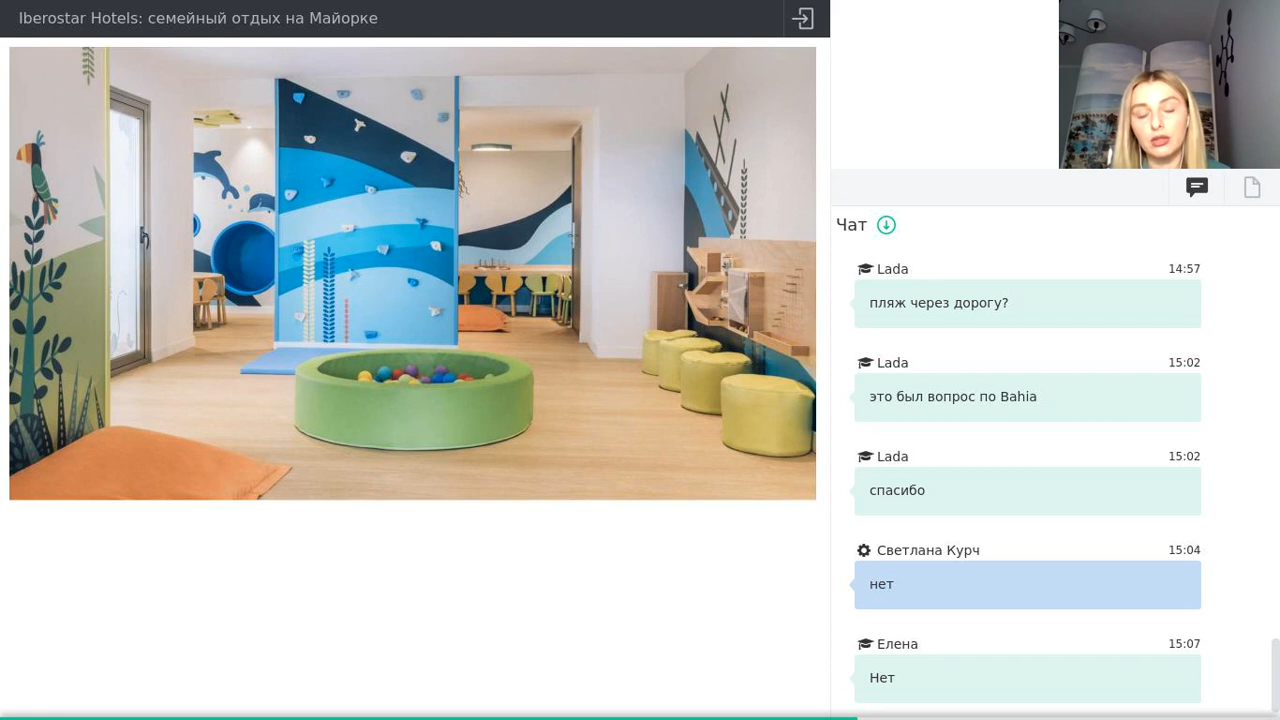 Iberostar Hotels: семейный отдых на Майорке
Чат
Lada 14:57
пляж через дорогу?
Lada 15:02
это был вопрос по Bahia
Lada 15:02
спасибо
Светлана Курч 15:04
нет
Елена 15:07
Нет